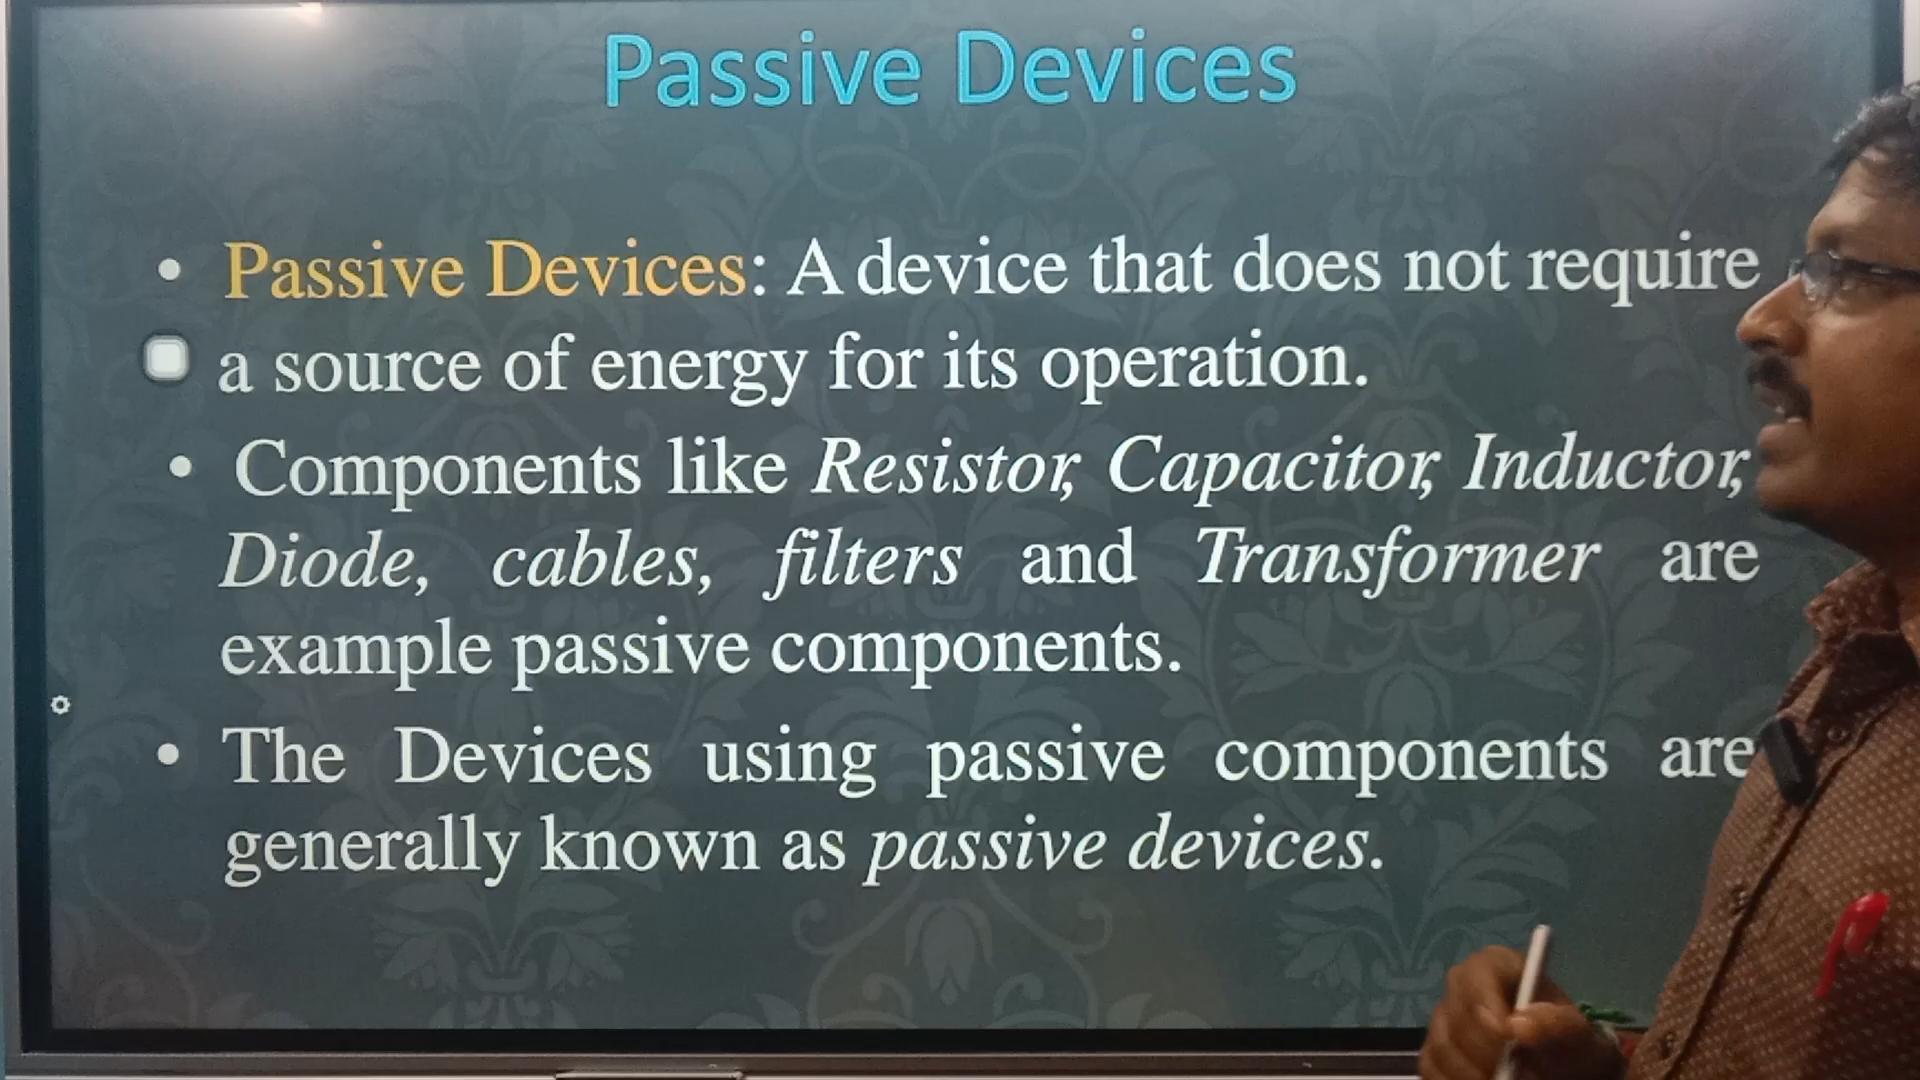 Passive Devices
• Passive Devices: A device that does not require
a source of energy for its operation.
• Components like Resistor, Capacitor, Inductor,
Diode, cables, filters and Transformer are
example passive components.
• The Devices using passive components are
generally known as passive devices.